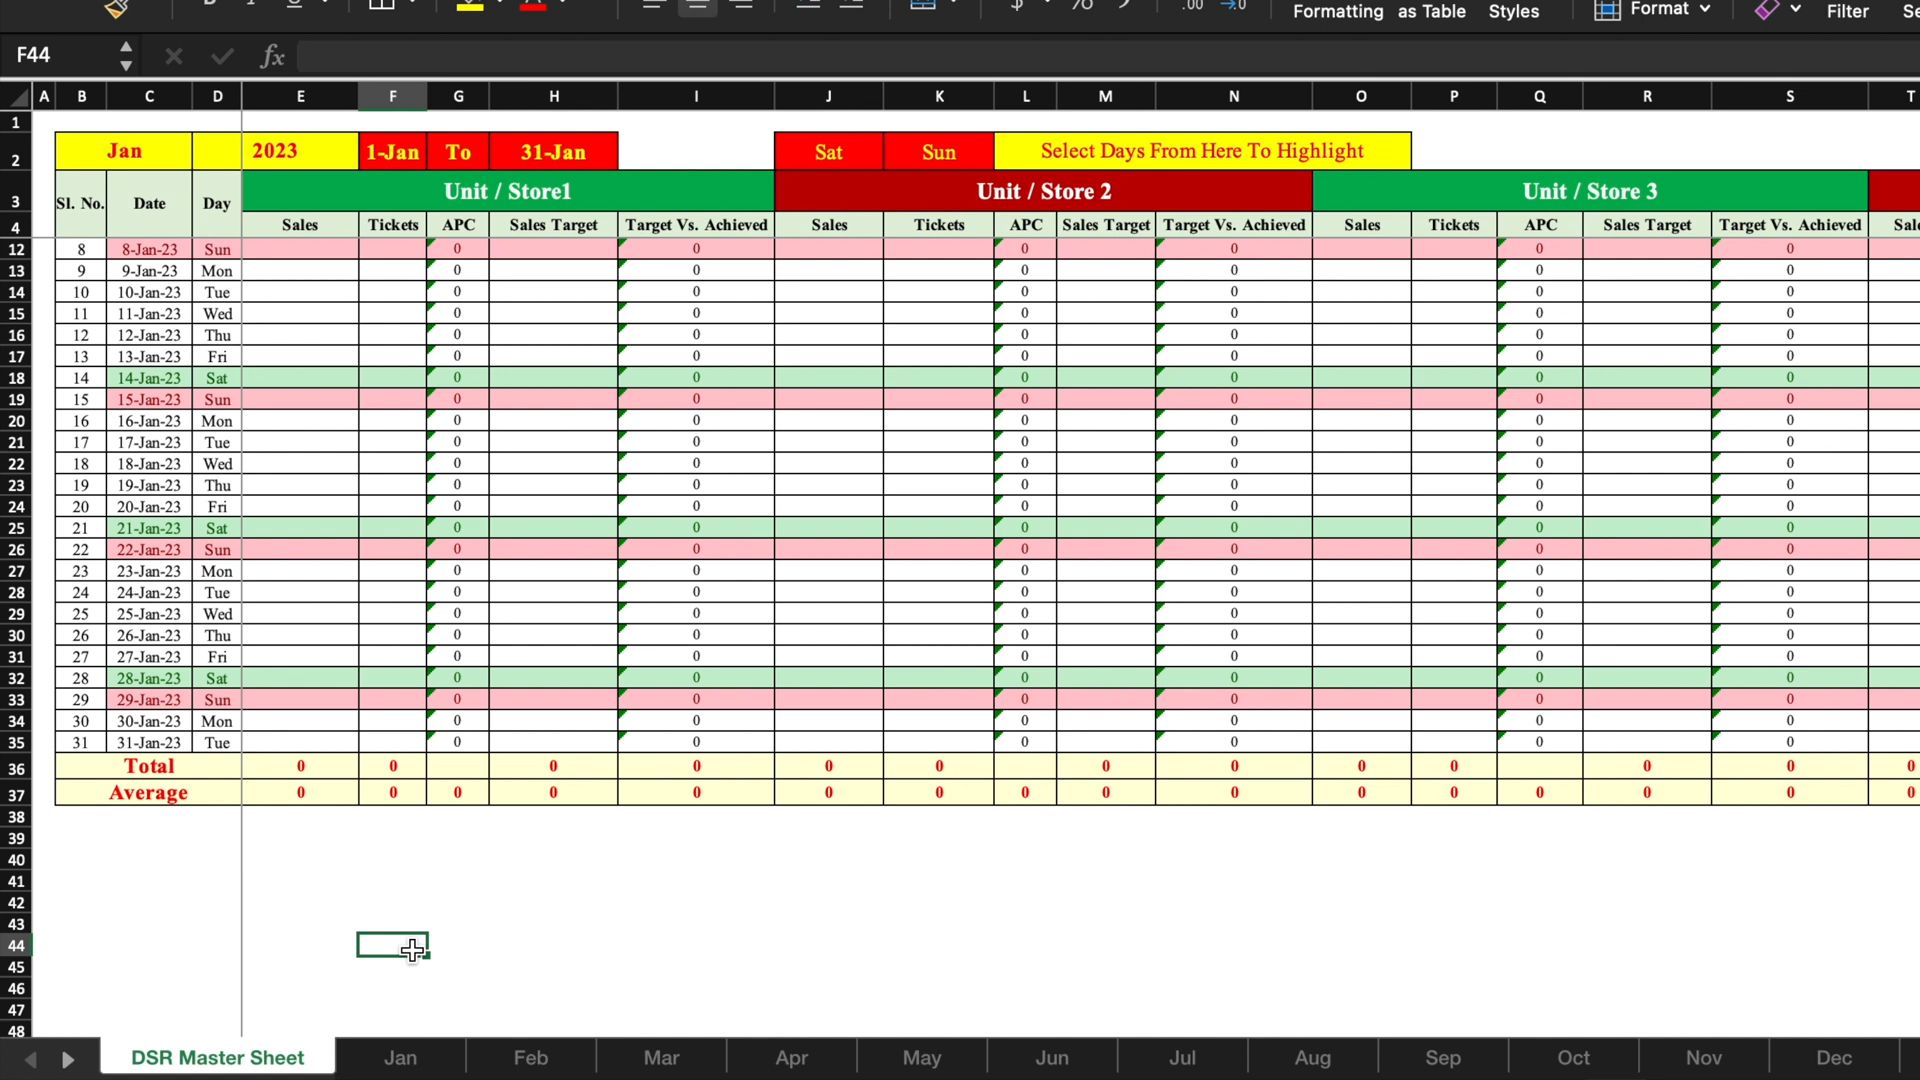 Formatting as Table Styles Format Filter
F44 fx
A B C D E F G H I J K L M N O P Q R S T
1
2 Jan 2023 1-Jan To 31-Jan Sat Sun Select Days From Here To Highlight
3 Sl. No. Date Day Unit / Store1 Unit / Store 2 Unit / Store 3
4 Sales Tickets APC Sales Target Target Vs. Achieved Sales Tickets APC Sales Target Target Vs. Achieved Sales Tickets APC Sales Target Target Vs. Achieved
12 8 8-Jan-23 Sun 0 0 0 0 0 0
13 9 9-Jan-23 Mon 0 0 0 0 0 0
14 10 10-Jan-23 Tue 0 0 0 0 0 0
15 11 11-Jan-23 Wed 0 0 0 0 0 0
16 12 12-Jan-23 Thu 0 0 0 0 0 0
17 13 13-Jan-23 Fri 0 0 0 0 0 0
18 14 14-Jan-23 Sat 0 0 0 0 0 0
19 15 15-Jan-23 Sun 0 0 0 0 0 0
20 16 16-Jan-23 Mon 0 0 0 0 0 0
21 17 17-Jan-23 Tue 0 0 0 0 0 0
22 18 18-Jan-23 Wed 0 0 0 0 0 0
23 19 19-Jan-23 Thu 0 0 0 0 0 0
24 20 20-Jan-23 Fri 0 0 0 0 0 0
25 21 21-Jan-23 Sat 0 0 0 0 0 0
26 22 22-Jan-23 Sun 0 0 0 0 0 0
27 23 23-Jan-23 Mon 0 0 0 0 0 0
28 24 24-Jan-23 Tue 0 0 0 0 0 0
29 25 25-Jan-23 Wed 0 0 0 0 0 0
30 26 26-Jan-23 Thu 0 0 0 0 0 0
31 27 27-Jan-23 Fri 0 0 0 0 0 0
32 28 28-Jan-23 Sat 0 0 0 0 0 0
33 29 29-Jan-23 Sun 0 0 0 0 0 0
34 30 30-Jan-23 Mon 0 0 0 0 0 0
35 31 31-Jan-23 Tue 0 0 0 0 0 0
36 Total 0 0 0 0 0 0 0 0 0 0 0 0 0
37 Average 0 0 0 0 0 0 0 0 0 0 0 0 0 0 0 0
38
39
40
41
42
43
44
45
46
47
48
DSR Master Sheet Jan Feb Mar Apr May Jun Jul Aug Sep Oct Nov Dec